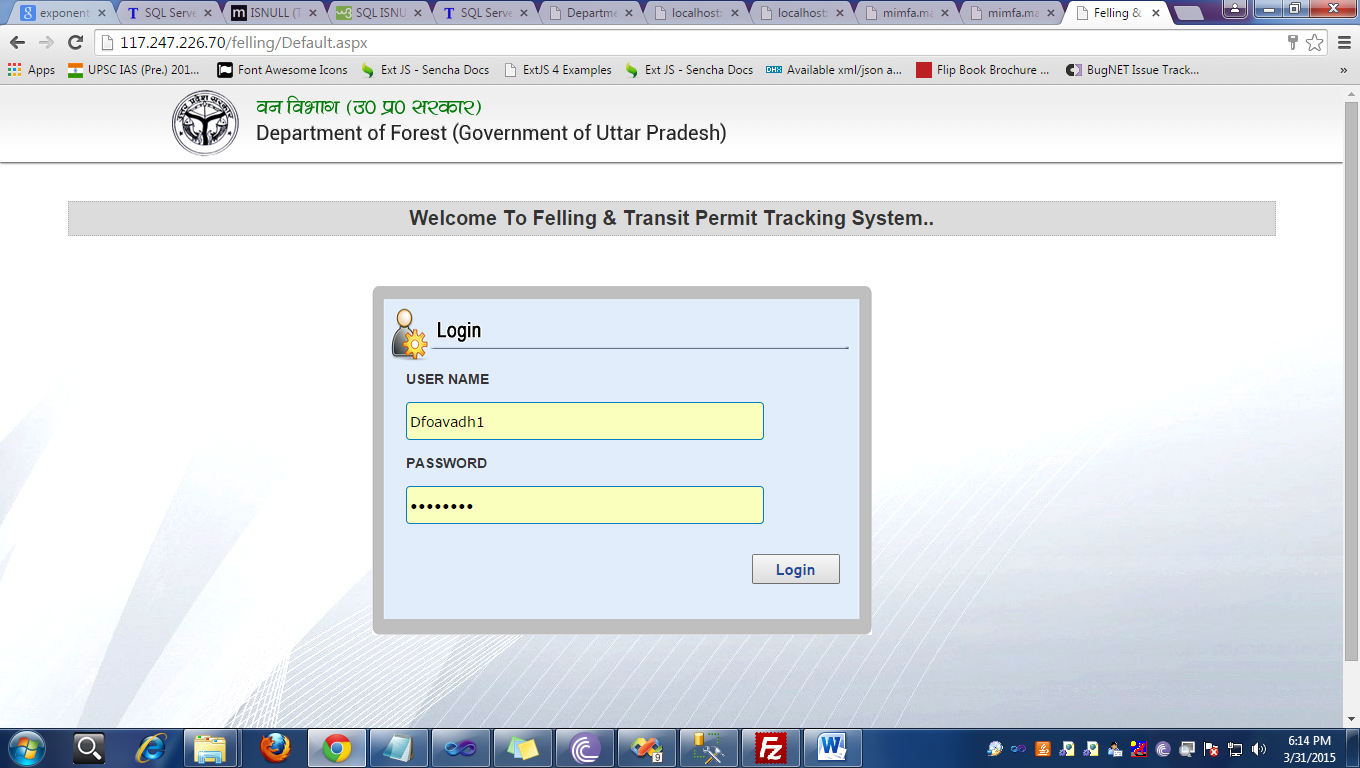 exponent
SQL Serve
ISNULL (T
SQL ISNU
SQL Serve
Departme
localhost:
localhost:
mimfa.ma
mimfa.ma
Felling &
117.247.226.70/felling/Default.aspx
Apps
UPSC IAS (Pre.) 201...
Font Awesome Icons
Ext JS - Sencha Docs
ExtJS 4 Examples
Ext JS - Sencha Docs
Available xml/json a...
Flip Book Brochure ...
BugNET Issue Track...
»
वन विभाग (उ० प्र० सरकार)
Department of Forest (Government of Uttar Pradesh)
Welcome To Felling & Transit Permit Tracking System..
Login
USER NAME
Dfoavadh1
PASSWORD
••••••••
Login
6:14 PM
3/31/2015